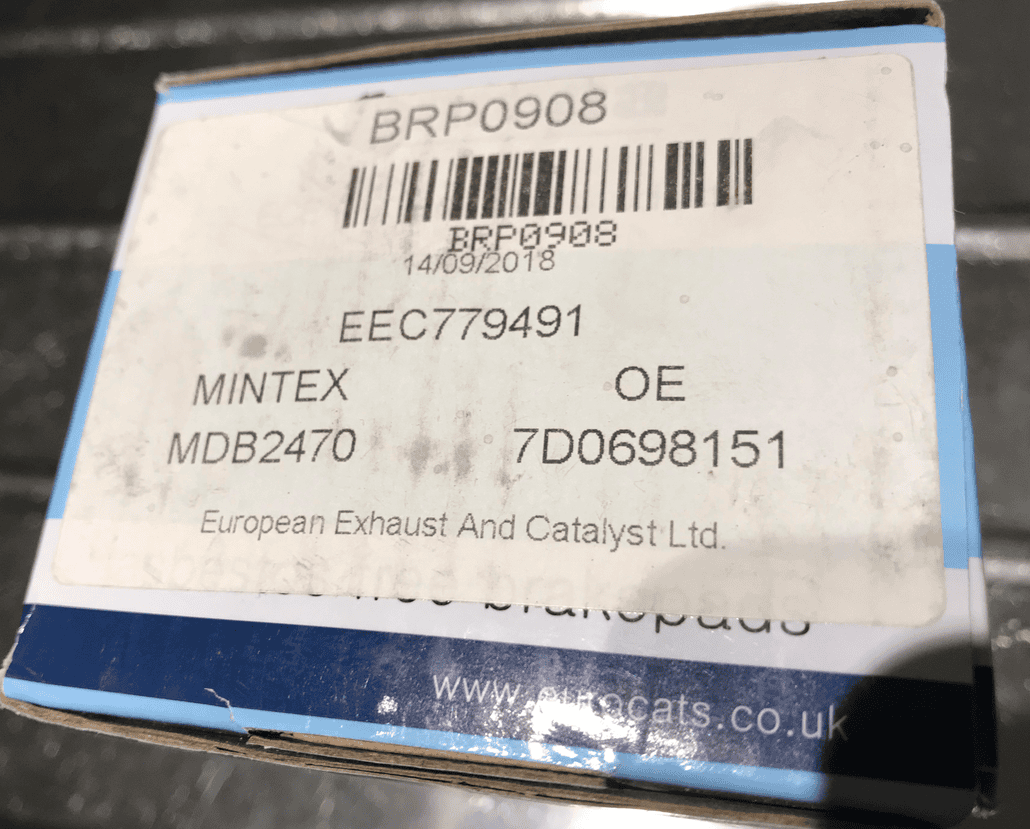 BRP0908
BRP0908
14/09/2018
EEC779491
MINTEX OE
MDB2470 7D0698151
European Exhaust And Catalyst Ltd.
free brakepads
www.eurocats.co.uk